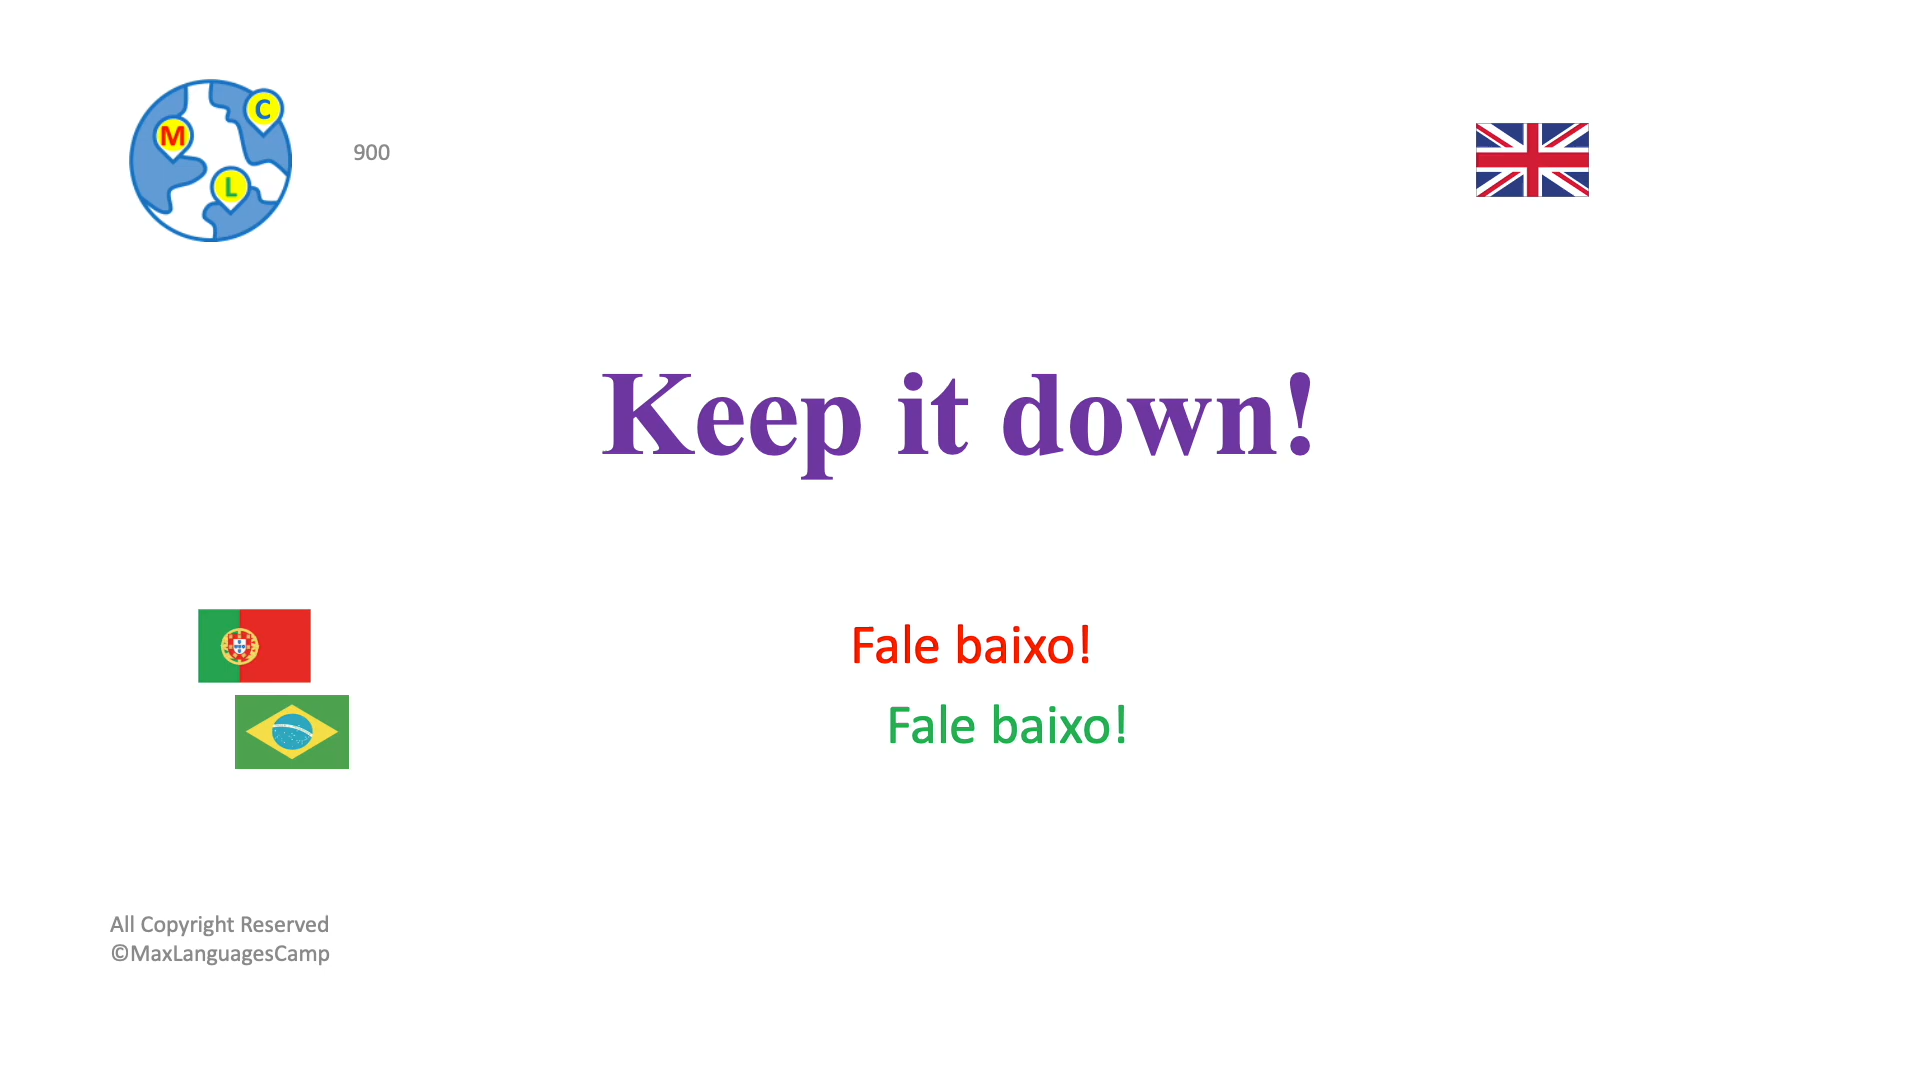 C
M
L
900
Keep it down!
Fale baixo!
Fale baixo!
All Copyright Reserved
©MaxLanguagesCamp